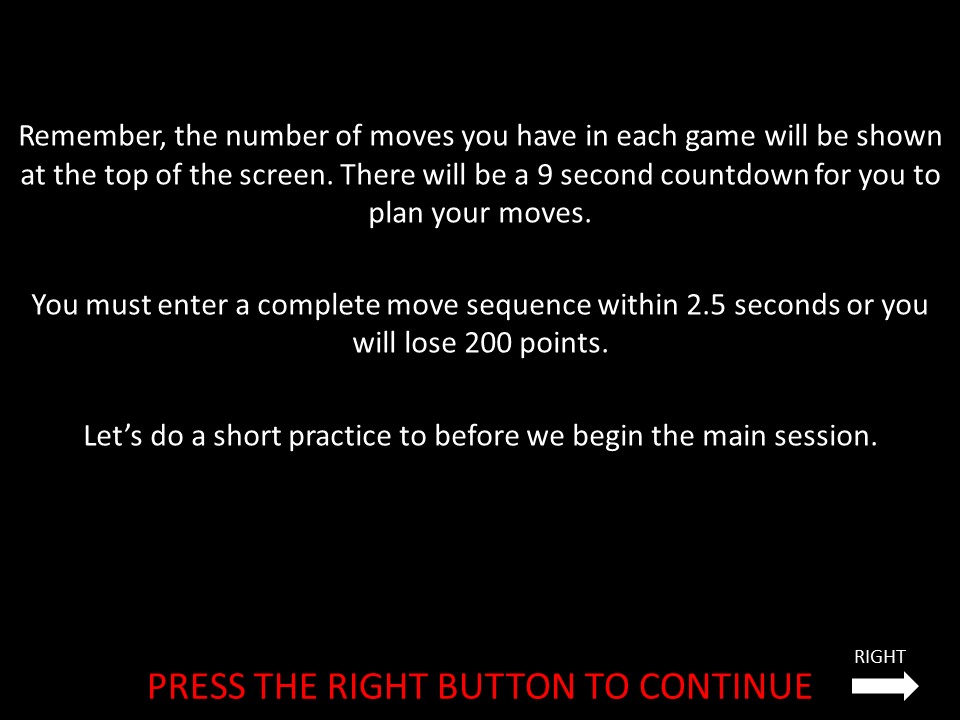 Remember, the number of moves you have in each game will be shown
at the top of the screen. There will be a 9 second countdown for you to
plan your moves.
You must enter a complete move sequence within 2.5 seconds or you
will lose 200 points.
Let’s do a short practice to before we begin the main session.
RIGHT
PRESS THE RIGHT BUTTON TO CONTINUE